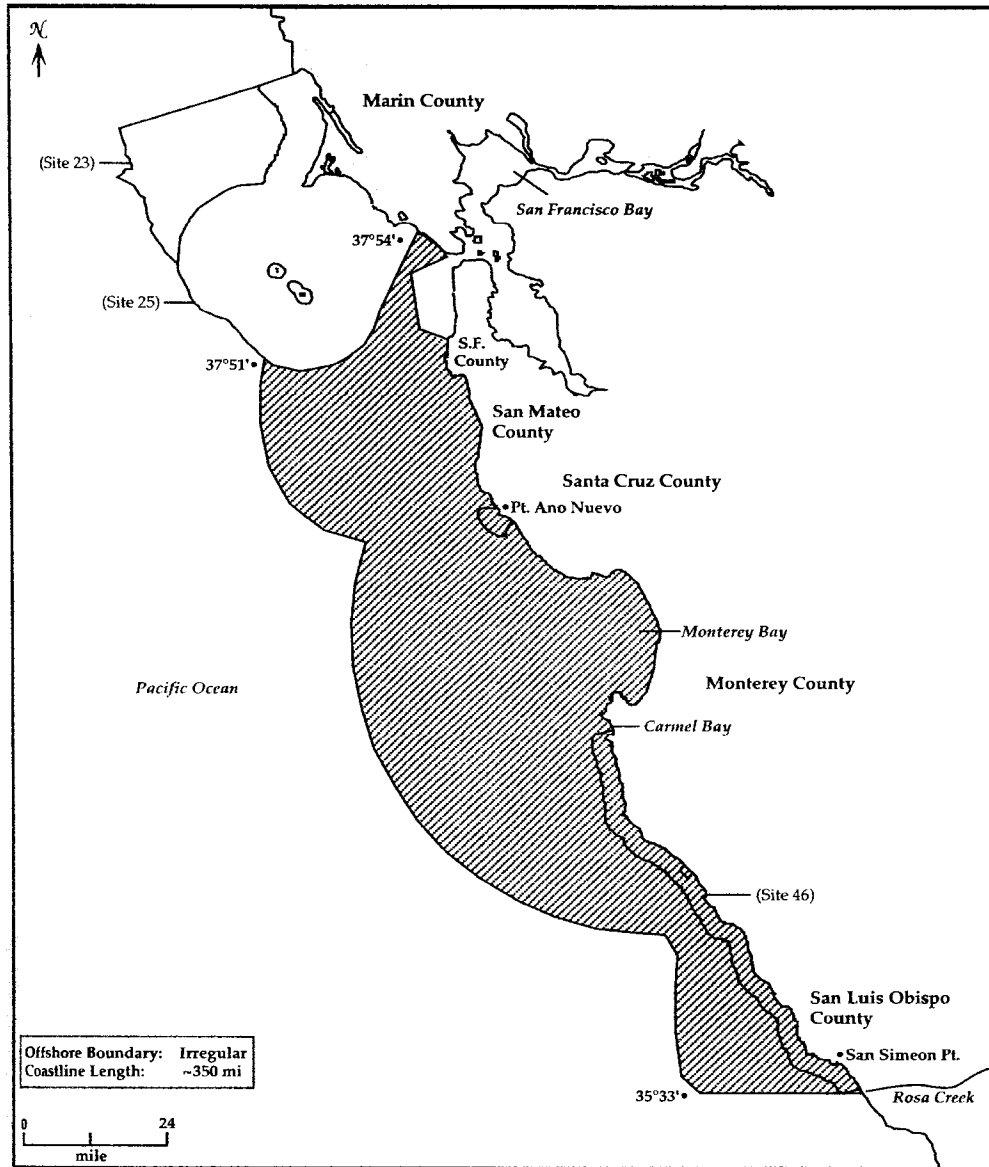 N
Marin County
(Site 23)
San Francisco Bay
37°54'
(Site 25)
S.F.
County
37°51'
San Mateo
County
Santa Cruz County
Pt. Ano Nuevo
Monterey Bay
Pacific Ocean
Monterey County
Carmel Bay
(Site 46)
San Luis Obispo
County
Offshore Boundary: Irregular
Coastline Length: ~350 mi
San Simeon Pt.
35°33'
Rosa Creek
0 24
mile